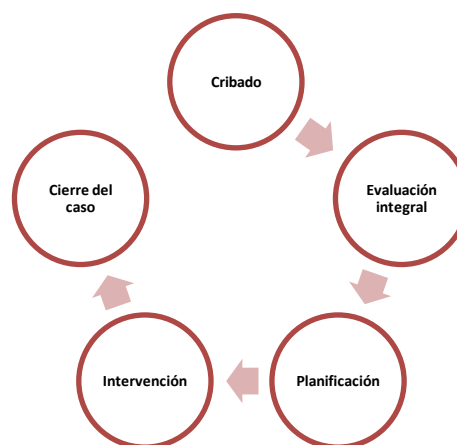 Cribado
Evaluación
integral
Planificación
Intervención
Cierre del
caso